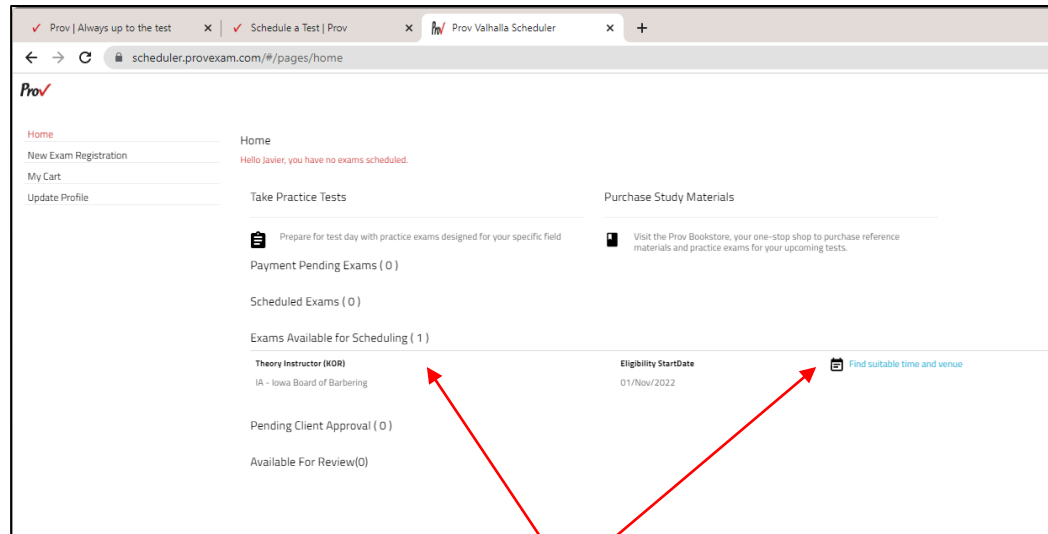 Prov | Always up to the test
Schedule a Test | Prov
Prov Valhalla Scheduler
scheduler.provexam.com/#/pages/home
Prov
Home
New Exam Registration
My Cart
Update Profile
Home
Hello Javier, you have no exams scheduled.
Take Practice Tests
Prepare for test day with practice exams designed for your specific field
Purchase Study Materials
Visit the Prov Bookstore, your one-stop shop to purchase reference
materials and practice exams for your upcoming tests.
Payment Pending Exams ( 0 )
Scheduled Exams ( 0 )
Exams Available for Scheduling ( 1 )
Theory Instructor (KOR)
Eligibility StartDate
Find suitable time and venue
IA - Iowa Board of Barbering
01/Nov/2022
Pending Client Approval ( 0 )
Available For Review(0)